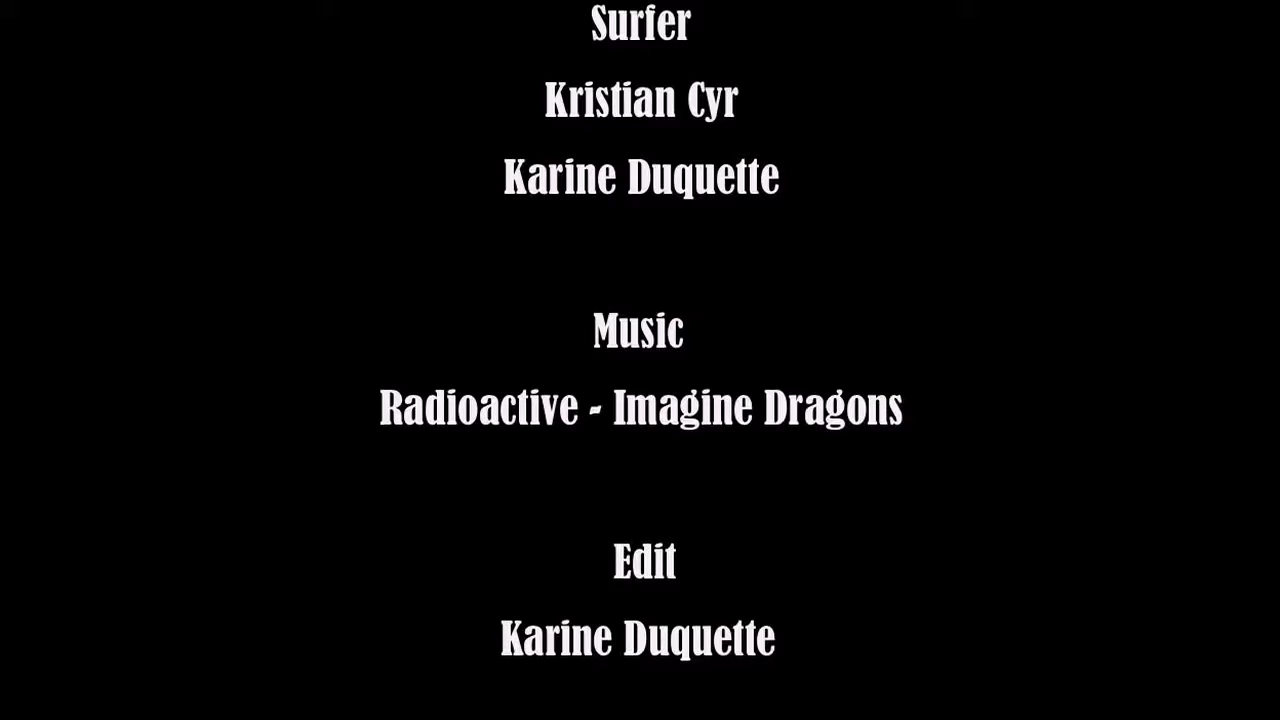 Surfer
Kristian Cyr
Karine Duquette
Music
Radioactive - Imagine Dragons
Edit
Karine Duquette